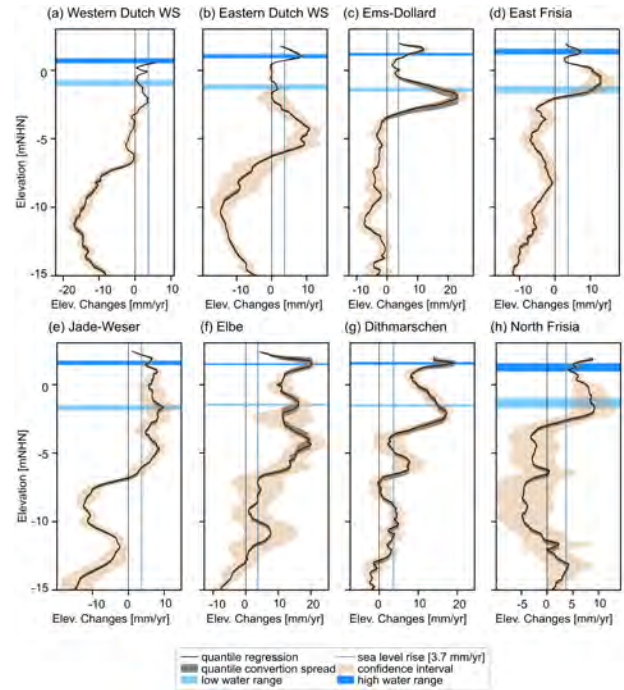 (a) Western Dutch WS (b) Eastern Dutch WS (c) Ems-Dollard (d) East Frisia
Elevation [mNHN]
0
-5
-10
-15
-20 -10 0 10
-10 0 10
0 10 20
-10 0 10
Elev. Changes [mm/yr] Elev. Changes [mm/yr] Elev. Changes [mm/yr] Elev. Changes [mm/yr]
(e) Jade-Weser (f) Elbe (g) Dithmarschen (h) North Frisia
Elevation [mNHN]
0
-5
-10
-15
-10 0 10
-10 0 10 20
0 10 20
-10 -5 0 5 10
Elev. Changes [mm/yr] Elev. Changes [mm/yr] Elev. Changes [mm/yr] Elev. Changes [mm/yr]
quantile regression sea level rise [3.7 mm/yr]
quantile convertion spread confidence interval
low water range high water range